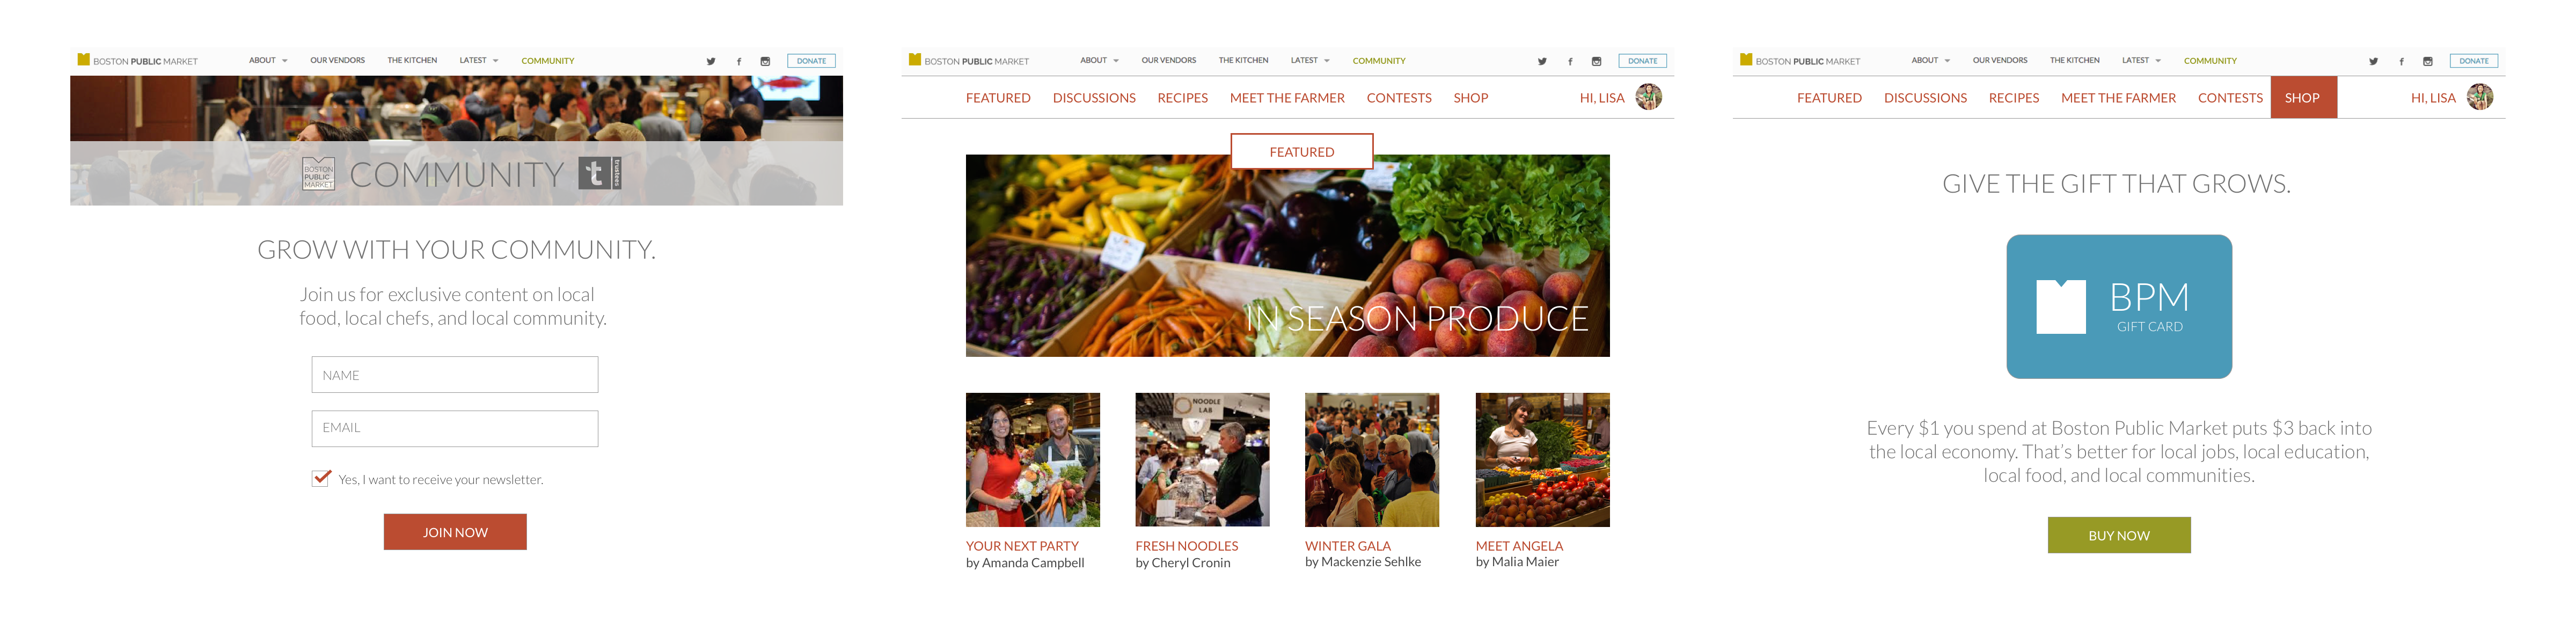 BOSTON PUBLIC MARKET
ABOUT
OUR VENDORS
THE KITCHEN
LATEST
COMMUNITY
DONATE
BOSTON
PUBLIC
MARKET
COMMUNITY
t
trustees
GROW WITH YOUR COMMUNITY.
Join us for exclusive content on local
food, local chefs, and local community.
NAME
EMAIL
Yes, I want to receive your newsletter.
JOIN NOW
BOSTON PUBLIC MARKET
ABOUT
OUR VENDORS
THE KITCHEN
LATEST
COMMUNITY
DONATE
FEATURED
DISCUSSIONS
RECIPES
MEET THE FARMER
CONTESTS
SHOP
HI, LISA
FEATURED
IN SEASON PRODUCE
NOODLE
LAB
YOUR NEXT PARTY
by Amanda Campbell
FRESH NOODLES
by Cheryl Cronin
WINTER GALA
by Mackenzie Sehlke
MEET ANGELA
by Malia Maier
BOSTON PUBLIC MARKET
ABOUT
OUR VENDORS
THE KITCHEN
LATEST
COMMUNITY
DONATE
FEATURED
DISCUSSIONS
RECIPES
MEET THE FARMER
CONTESTS
SHOP
HI, LISA
GIVE THE GIFT THAT GROWS.
BPM
GIFT CARD
Every $1 you spend at Boston Public Market puts $3 back into
the local economy. That's better for local jobs, local education,
local food, and local communities.
BUY NOW